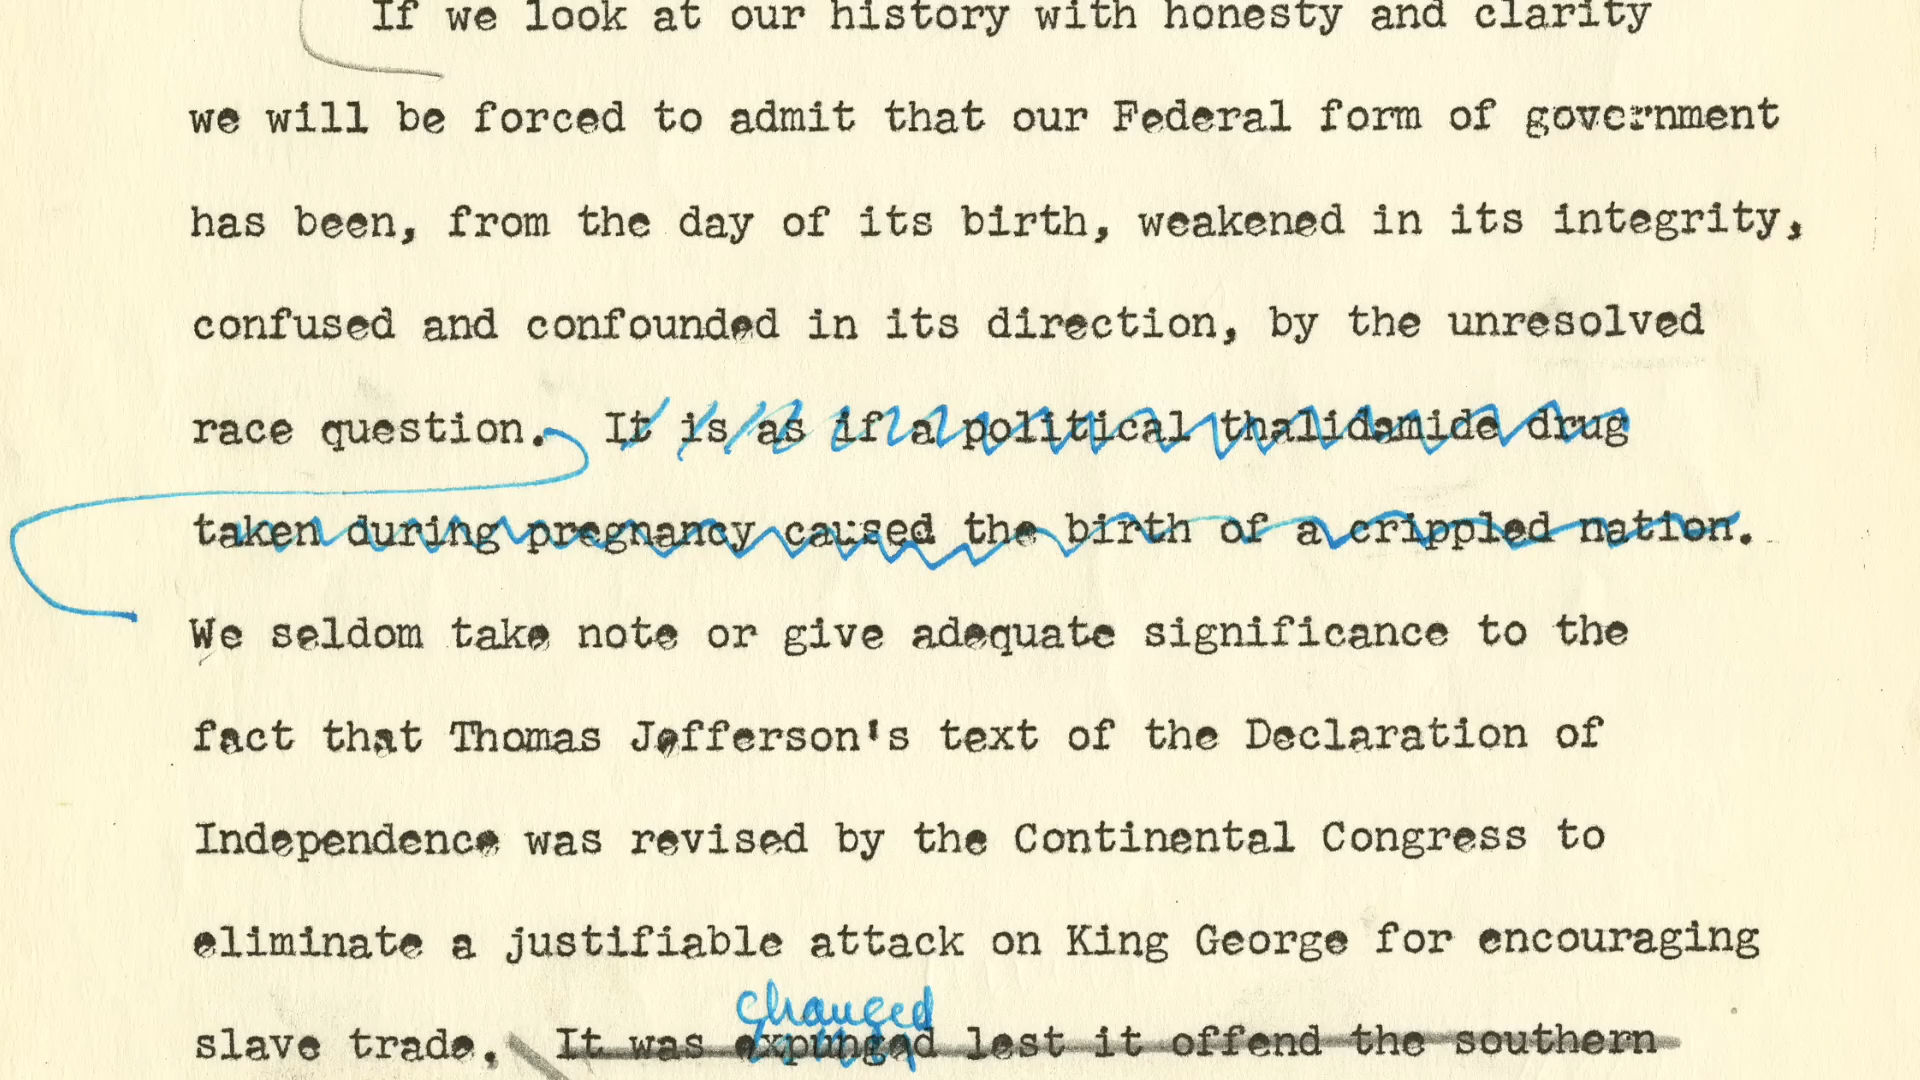 If we look at our history with honesty and clarity
we will be forced to admit that our Federal form of government
has been, from the day of its birth, weakened in its integrity,
confused and confounded in its direction, by the unresolved
race question. It is as if a political thalidamide drug
taken during pregnancy caused the birth of a crippled nation.
We seldom take note or give adequate significance to the
fact that Thomas Jefferson's text of the Declaration of
Independence was revised by the Continental Congress to
eliminate a justifiable attack on King George for encouraging
changed
slave trade. It was expunged lest it offend the southern